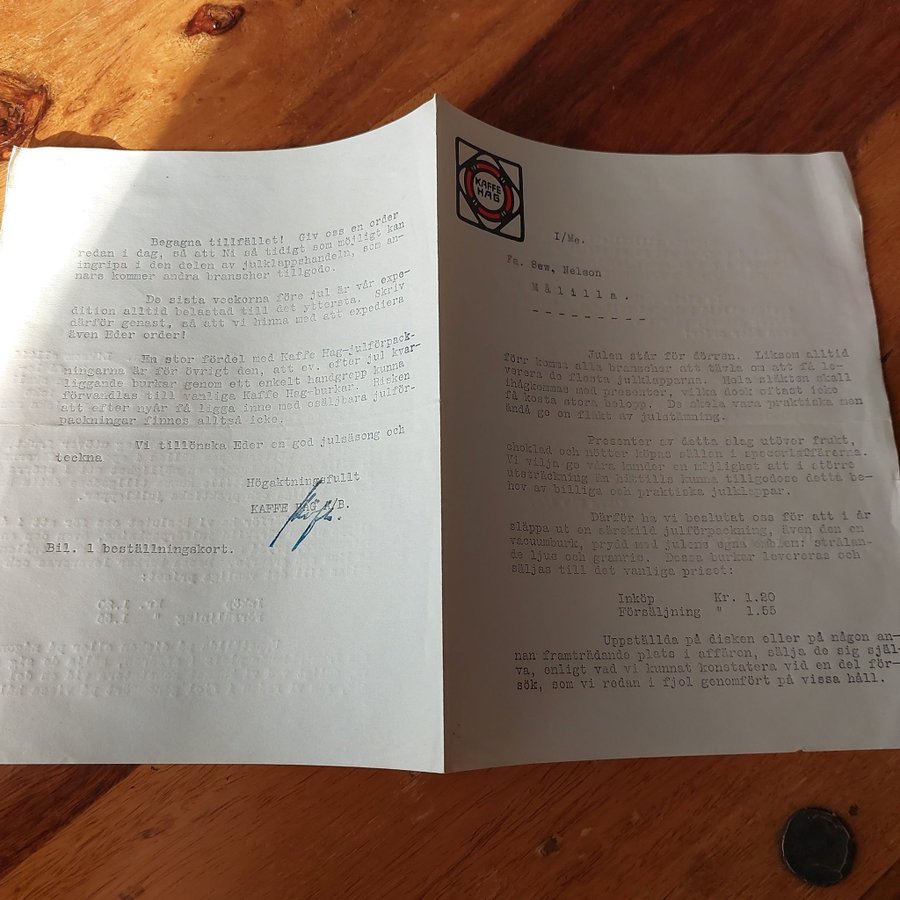 KAFFE
HAG
I/Me.
Fa. Sew, Nelson
Målilla.
Julen står för dörren. Liksom alltid
förr komma alla branscher att tävla om att få le-
verera de flesta julklapparna. Hela släkten skall
ihågkommas med presenter, vilka dock oftast icke
få kosta stora belopp. De skola vara praktiska men
ändå ge en fläkt av julstämning.
Presenter av detta slag utöver frukt,
choklad och nötter köpas sällan i speceriaffärerna.
Vi vilja ge våra kunder en möjlighet att i större
utsträckning än hittills kunna tillgodose detta be-
hov av billiga och praktiska julklappar.
Därför ha vi beslutat oss för att i år
släppa ut en särskild julförpackning, även den en
vacuumburk, prydd med julens egna emblem: strålan-
de ljus och granris. Dessa burkar levereras och
säljas till det vanliga priset:
Inköp Kr. 1.20
Försäljning " 1.55
Uppställda på disken eller på någon an-
nan framträdande plats i affären, sälja de sig själ-
va, enligt vad vi kunnat konstatera vid en del för-
sök, som vi redan i fjol genomfört på vissa håll.
Begagna tillfället! Giv oss en order
redan i dag, så att Ni så tidigt som möjligt kan
ingripa i den delen av julklappshandeln, som an-
nars kommer andra branscher tillgodo.
De sista veckorna före jul är vår expe-
dition alltid belastad till det yttersta. Skriv
därför genast, så att vi hinna med att expediera
även Eder order!
En stor fördel med Kaffe Hag-julförpack-
ningarna är för övrigt den, att ev. efter jul kvar-
liggande burkar genom ett enkelt handgrepp kunna
förvandlas till vanliga Kaffe Hag-burkar. Risken
att efter nyår få ligga inne med osäljbara julför-
packningar finnes alltså icke.
Vi tillönska Eder en god julsäsong och
teckna
Högaktningsfullt
KAFFE HAG A/B.
Bil. 1 beställningskort.